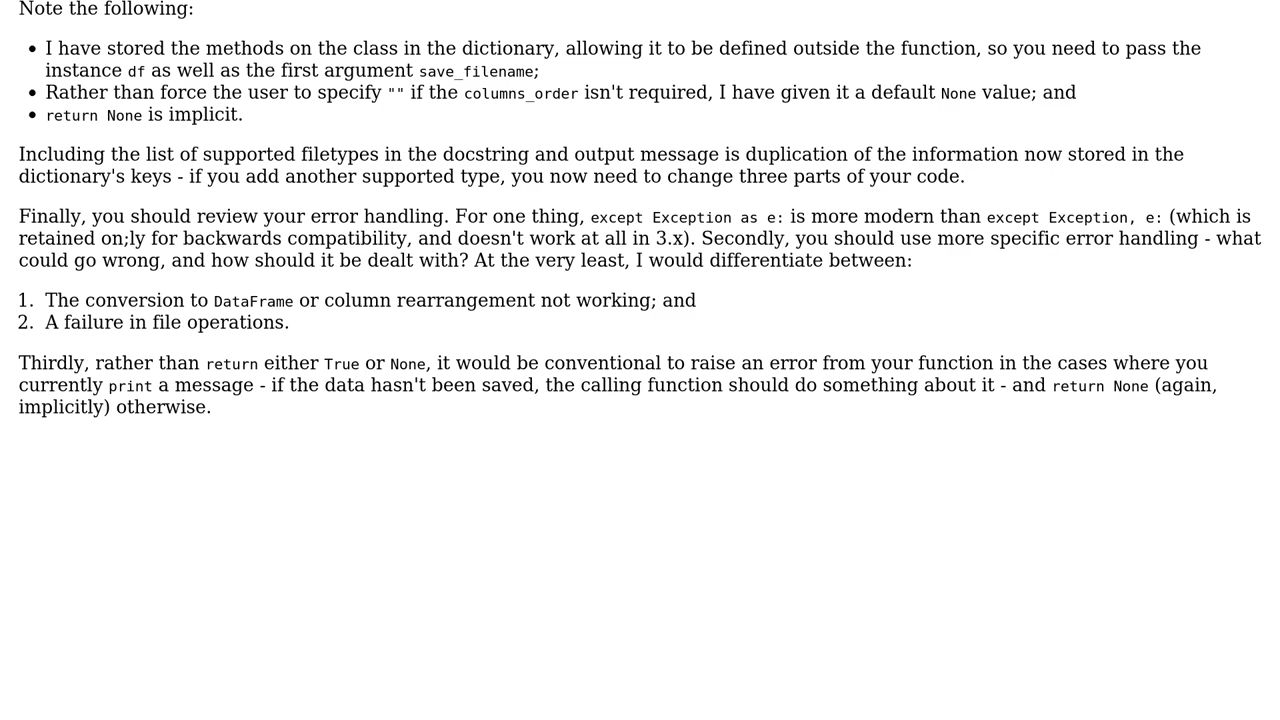 Note the following:
• I have stored the methods on the class in the dictionary, allowing it to be defined outside the function, so you need to pass the
instance df as well as the first argument save_filename;
• Rather than force the user to specify "" if the columns_order isn't required, I have given it a default None value; and
• return None is implicit.
Including the list of supported filetypes in the docstring and output message is duplication of the information now stored in the
dictionary's keys - if you add another supported type, you now need to change three parts of your code.
Finally, you should review your error handling. For one thing, except Exception as e: is more modern than except Exception, e: (which is
retained on;ly for backwards compatibility, and doesn't work at all in 3.x). Secondly, you should use more specific error handling - what
could go wrong, and how should it be dealt with? At the very least, I would differentiate between:
1. The conversion to DataFrame or column rearrangement not working; and
2. A failure in file operations.
Thirdly, rather than return either True or None, it would be conventional to raise an error from your function in the cases where you
currently print a message - if the data hasn't been saved, the calling function should do something about it - and return None (again,
implicitly) otherwise.